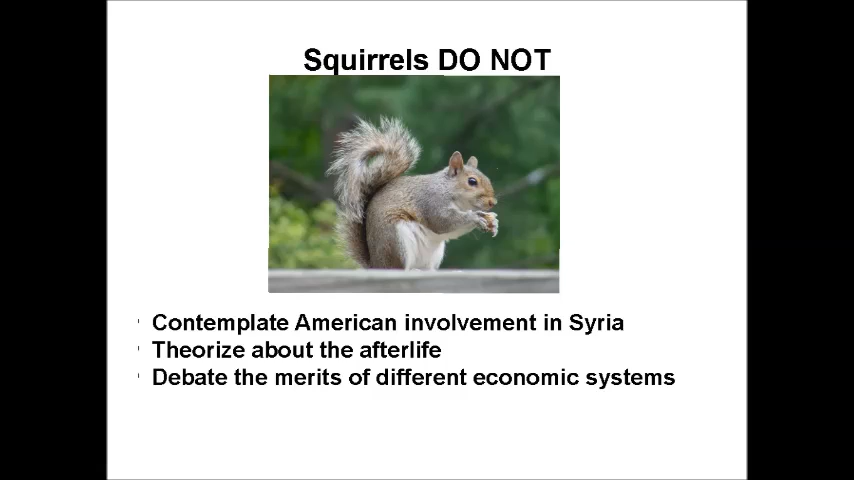 Squirrels DO NOT
Contemplate American involvement in Syria
Theorize about the afterlife
Debate the merits of different economic systems